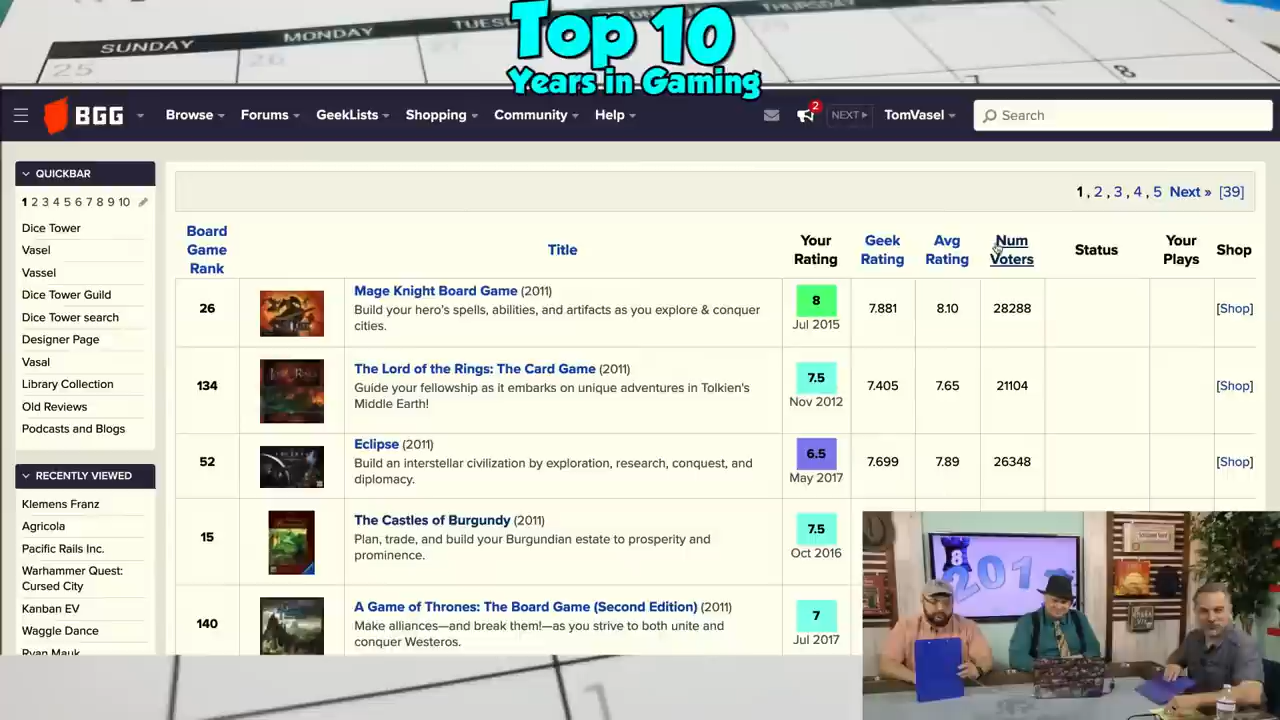 Top 10
Years in Gaming
SUNDAY
MONDAY
25
26
8
BGG
Browse
Forums
GeekLists
Shopping
Community
Help
2
NEXT
TomVasel
Search
QUICKBAR
1 2 3 4 5 6 7 8 9 10
Dice Tower
Vasel
Vassel
Dice Tower Guild
Dice Tower search
Designer Page
Vasal
Library Collection
Old Reviews
Podcasts and Blogs
RECENTLY VIEWED
Klemens Franz
Agricola
Pacific Rails Inc.
Warhammer Quest:
Cursed City
Kanban EV
Waggle Dance
Ryan Mauk
1 , 2 , 3 , 4 , 5 Next » [39]
Board Game Rank
Title
Your Rating
Geek Rating
Avg Rating
Num Voters
Status
Your Plays
Shop
26
Mage Knight Board Game (2011)
Build your hero's spells, abilities, and artifacts as you explore & conquer
cities.
8
Jul 2015
7.881
8.10
28288
[Shop]
134
The Lord of the Rings: The Card Game (2011)
Guide your fellowship as it embarks on unique adventures in Tolkien's
Middle Earth!
7.5
Nov 2012
7.405
7.65
21104
[Shop]
52
Eclipse (2011)
Build an interstellar civilization by exploration, research, conquest, and
diplomacy.
6.5
May 2017
7.699
7.89
26348
[Shop]
15
The Castles of Burgundy (2011)
Plan, trade, and build your Burgundian estate to prosperity and
prominence.
7.5
Oct 2016
140
A Game of Thrones: The Board Game (Second Edition) (2011)
Make alliances—and break them!—as you strive to both unite and
conquer Westeros.
7
Jul 2017
8
201